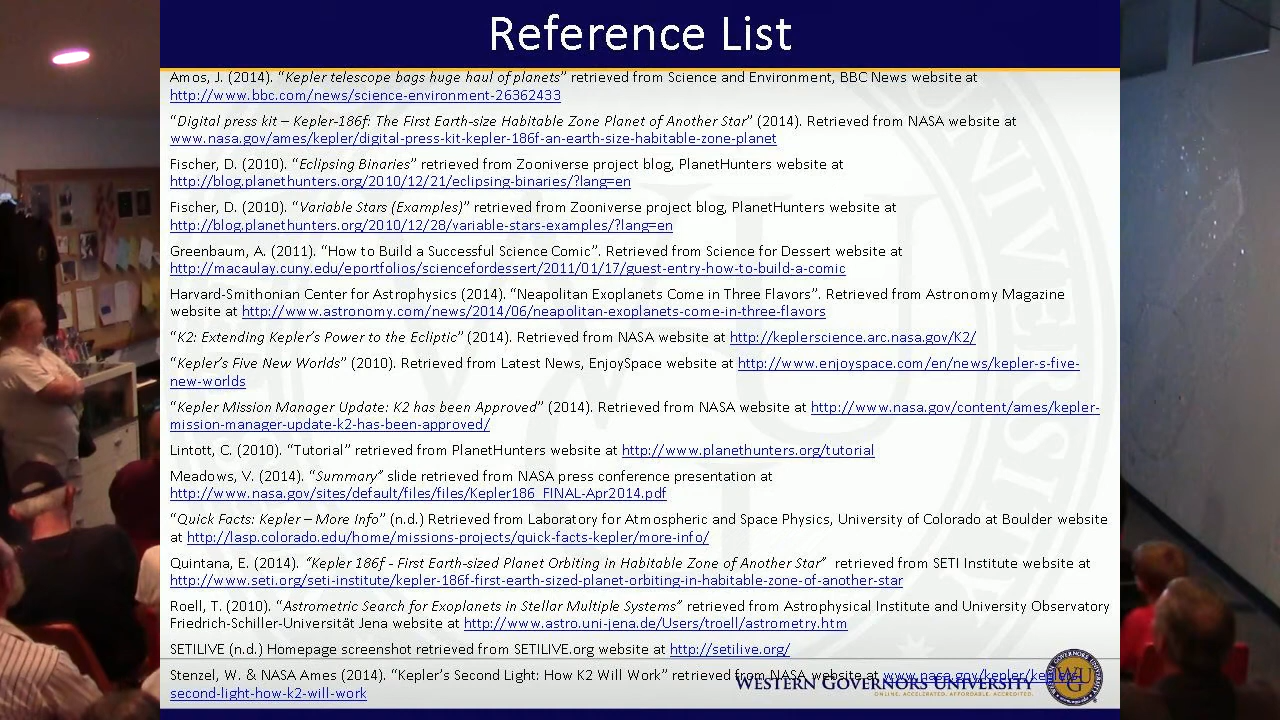 Reference List
Amos, J. (2014). “Kepler telescope bags huge haul of planets” retrieved from Science and Environment, BBC News website at
http://www.bbc.com/news/science-environment-26362433
“Digital press kit – Kepler-186f: The First Earth-size Habitable Zone Planet of Another Star” (2014). Retrieved from NASA website at
www.nasa.gov/ames/kepler/digital-press-kit-kepler-186f-an-earth-size-habitable-zone-planet
Fischer, D. (2010). “Eclipsing Binaries” retrieved from Zooniverse project blog, PlanetHunters website at
http://blog.planethunters.org/2010/12/21/eclipsing-binaries/?lang=en
Fischer, D. (2010). “Variable Stars (Examples)” retrieved from Zooniverse project blog, PlanetHunters website at
http://blog.planethunters.org/2010/12/28/variable-stars-examples/?lang=en
Greenbaum, A. (2011). “How to Build a Successful Science Comic”. Retrieved from Science for Dessert website at
http://macaulay.cuny.edu/eportfolios/sciencefordessert/2011/01/17/guest-entry-how-to-build-a-comic
Harvard-Smithonian Center for Astrophysics (2014). “Neapolitan Exoplanets Come in Three Flavors”. Retrieved from Astronomy Magazine
website at http://www.astronomy.com/news/2014/06/neapolitan-exoplanets-come-in-three-flavors
“K2: Extending Kepler’s Power to the Ecliptic” (2014). Retrieved from NASA website at http://keplerscience.arc.nasa.gov/K2/
“Kepler’s Five New Worlds” (2010). Retrieved from Latest News, EnjoySpace website at http://www.enjoyspace.com/en/news/kepler-s-five-
new-worlds
“Kepler Mission Manager Update: K2 has been Approved” (2014). Retrieved from NASA website at http://www.nasa.gov/content/ames/kepler-
mission-manager-update-k2-has-been-approved/
Lintott, C. (2010). “Tutorial” retrieved from PlanetHunters website at http://www.planethunters.org/tutorial
Meadows, V. (2014). “Summary” slide retrieved from NASA press conference presentation at
http://www.nasa.gov/sites/default/files/files/Kepler186_FINAL-Apr2014.pdf
“Quick Facts: Kepler – More Info” (n.d.) Retrieved from Laboratory for Atmospheric and Space Physics, University of Colorado at Boulder website
at http://lasp.colorado.edu/home/missions-projects/quick-facts-kepler/more-info/
Quintana, E. (2014). “Kepler 186f - First Earth-sized Planet Orbiting in Habitable Zone of Another Star” retrieved from SETI Institute website at
http://www.seti.org/seti-institute/kepler-186f-first-earth-sized-planet-orbiting-in-habitable-zone-of-another-star
Roell, T. (2010). “Astrometric Search for Exoplanets in Stellar Multiple Systems” retrieved from Astrophysical Institute and University Observatory
Friedrich-Schiller-Universität Jena website at http://www.astro.uni-jena.de/Users/troell/astrometry.htm
SETILIVE (n.d.) Homepage screenshot retrieved from SETILIVE.org website at http://setilive.org/
Stenzel, W. & NASA Ames (2014). “Kepler’s Second Light: How K2 Will Work” retrieved from NASA website at www.nasa.gov/kepler/keplers-
second-light-how-k2-will-work
WESTERN GOVERNORS UNIVERSITY
ONLINE. ACCELERATED. AFFORDABLE. ACCREDITED.
WGU